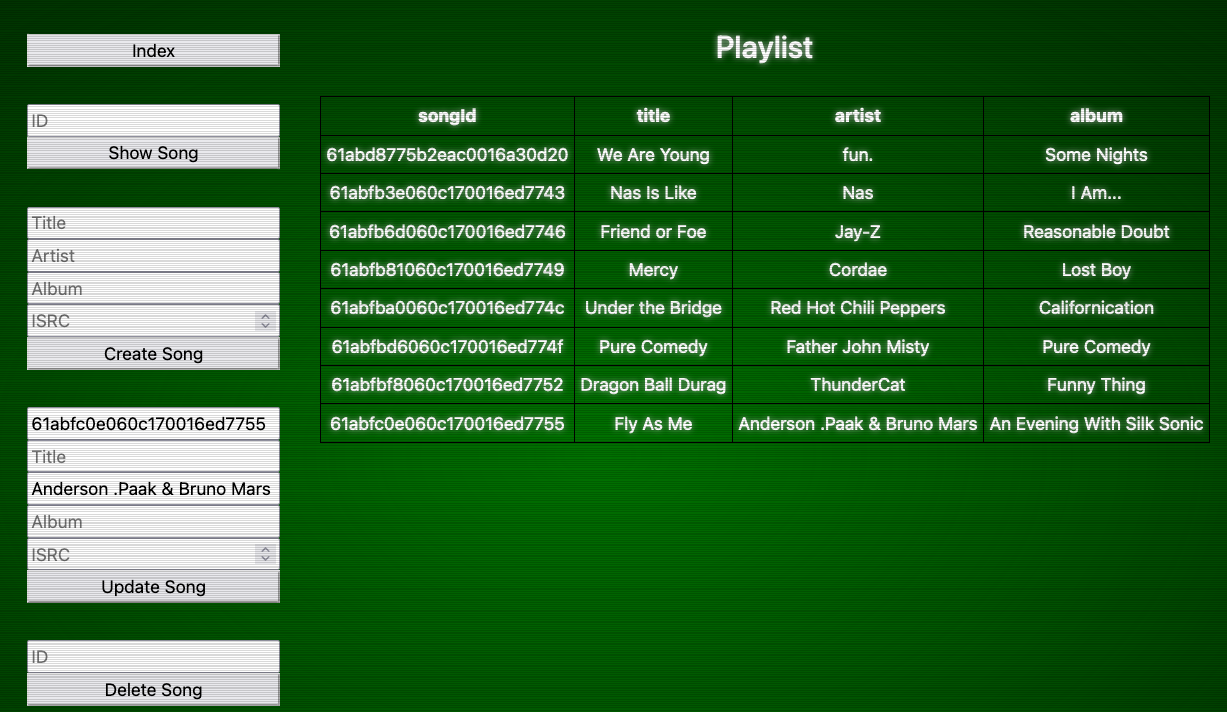 Index
ID
Show Song
Title
Artist
Album
ISRC
Create Song
61abfc0e060c170016ed7755
Title
Anderson .Paak & Bruno Mars
Album
ISRC
Update Song
ID
Delete Song
Playlist
songId title artist album
61abd8775b2eac0016a30d20 We Are Young fun. Some Nights
61abfb3e060c170016ed7743 Nas Is Like Nas I Am...
61abfb6d060c170016ed7746 Friend or Foe Jay-Z Reasonable Doubt
61abfb81060c170016ed7749 Mercy Cordae Lost Boy
61abfba0060c170016ed774c Under the Bridge Red Hot Chili Peppers Californication
61abfbd6060c170016ed774f Pure Comedy Father John Misty Pure Comedy
61abfbf8060c170016ed7752 Dragon Ball Durag ThunderCat Funny Thing
61abfc0e060c170016ed7755 Fly As Me Anderson .Paak & Bruno Mars An Evening With Silk Sonic